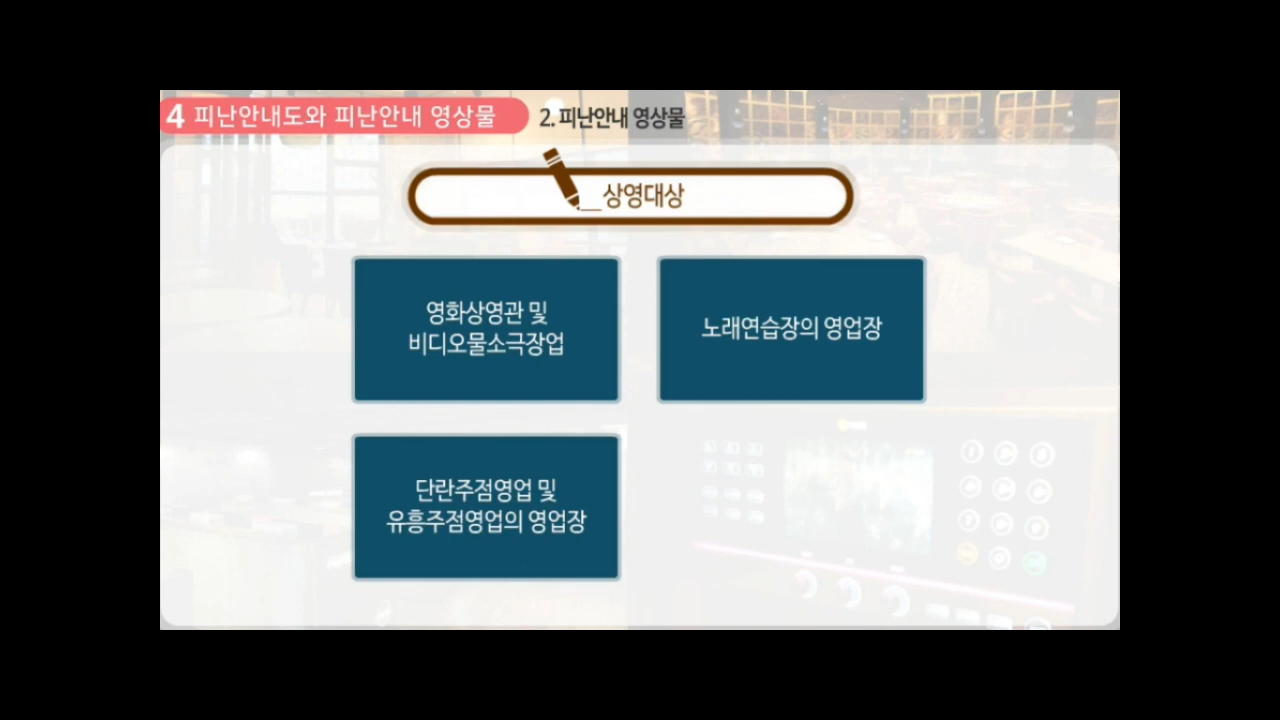 4 피난안내도와 피난안내 영상물
2. 피난안내 영상물
상영대상
영화상영관 및
비디오물소극장업
노래연습장의 영업장
단란주점영업 및
유흥주점영업의 영업장